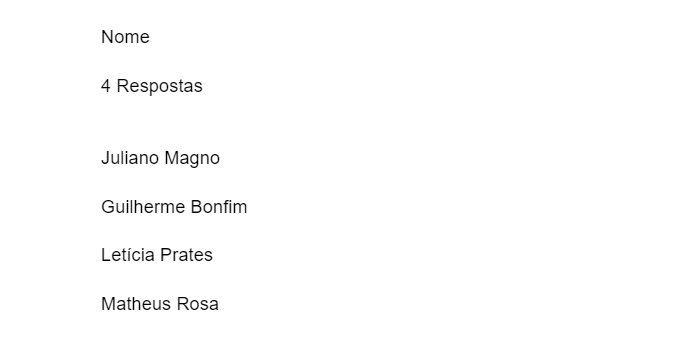 Nome
4 Respostas
Juliano Magno
Guilherme Bonfim
Letícia Prates
Matheus Rosa